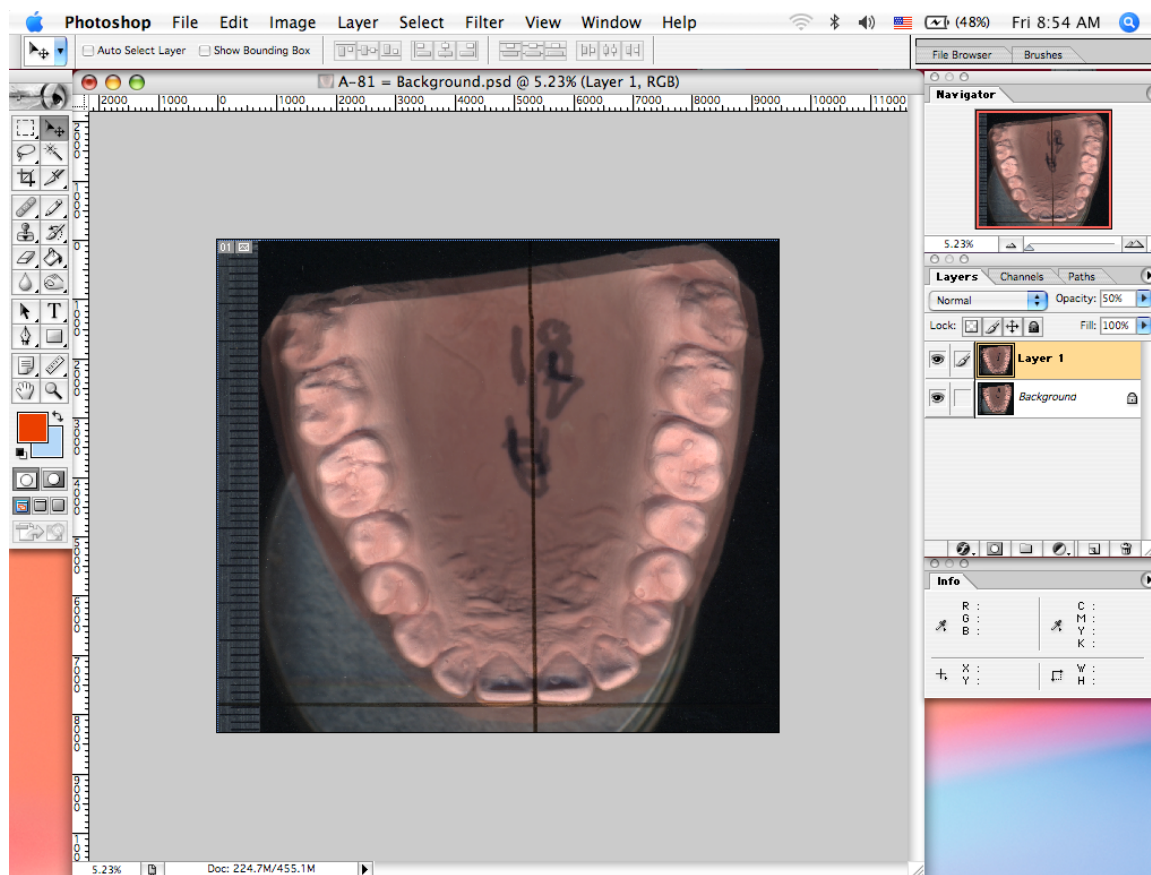 Photoshop File Edit Image Layer Select Filter View Window Help (48%) Fri 8:54 AM
Auto Select Layer Show Bounding Box File Browser Brushes
A-81 = Background.psd @ 5.23% (Layer 1, RGB)
2000 1000 0 1000 2000 3000 4000 5000 6000 7000 8000 9000 10000 11000
Navigator
01
5.23%
Layers Channels Paths
Normal Opacity: 50%
Lock: Fill: 100%
Layer 1
Background
Info
R : C :
G : M :
B : Y :
K :
X : W :
Y : H :
5.23% Doc: 224.7M/455.1M